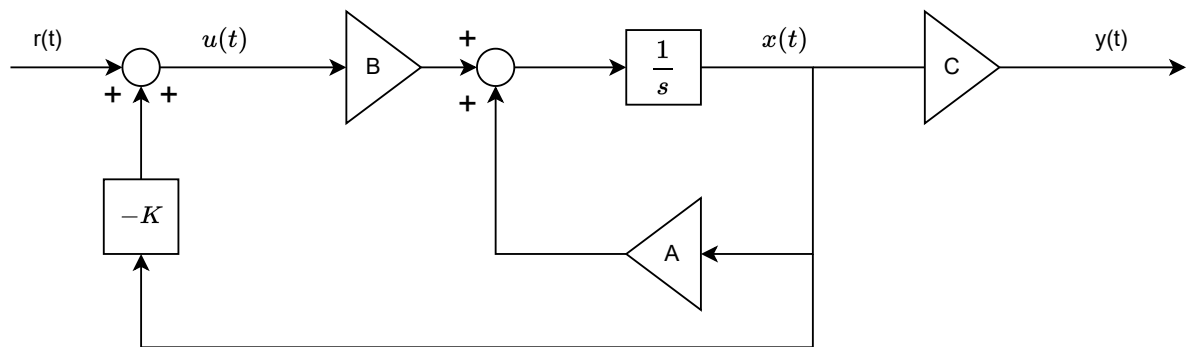 r(t)
u(t)
B
+
+
1
s
x(t)
C
y(t)
+ +
−K
A